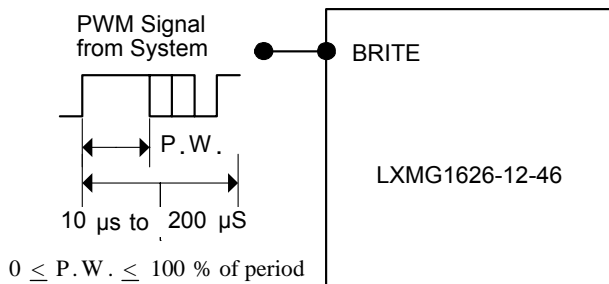 PWM Signal
from System
BRITE
P.W.
LXMG1626-12-46
10 µs to 200 µS
0 ≤ P.W. ≤ 100 % of period